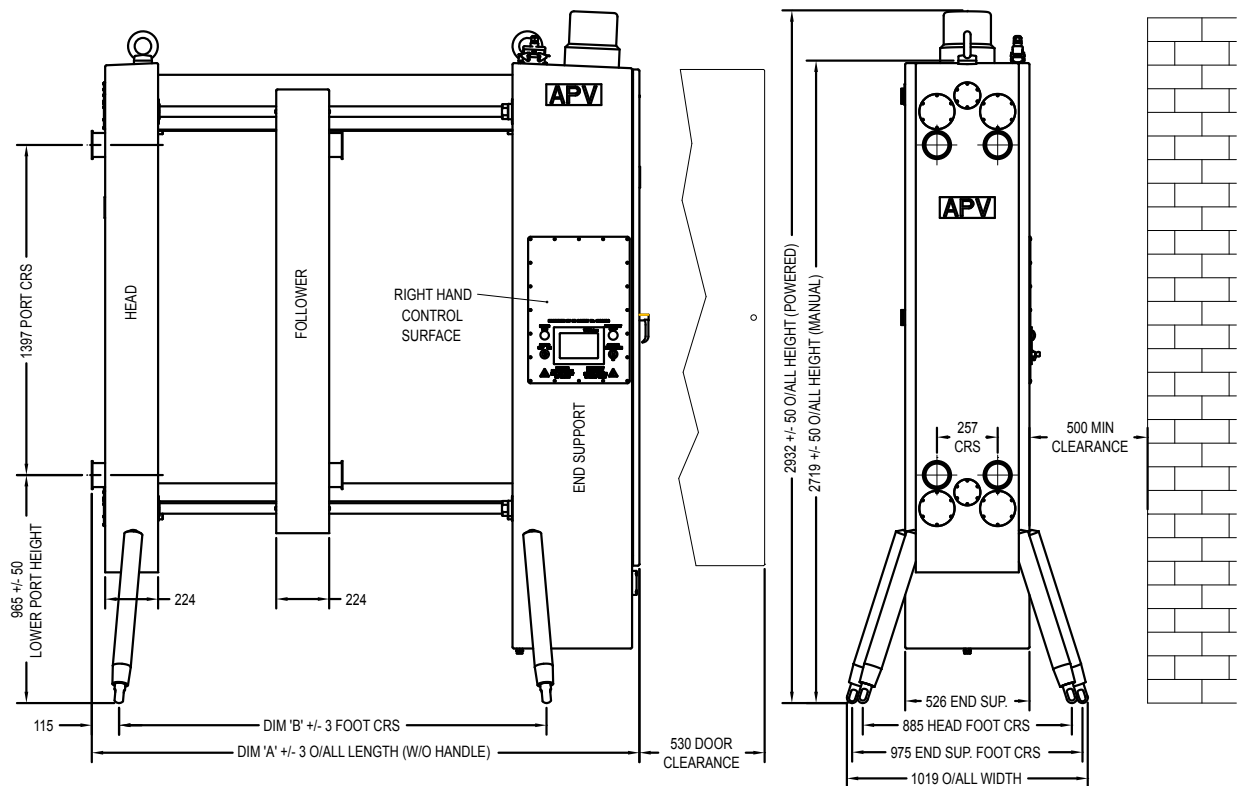 APV
1397 PORT CRS
HEAD
FOLLOWER
RIGHT HAND
CONTROL
SURFACE
END SUPPORT
965 +/- 50
LOWER PORT HEIGHT
224
224
115
DIM 'B' +/- 3 FOOT CRS
DIM 'A' +/- 3 O/ALL LENGTH (W/O HANDLE)
530 DOOR
CLEARANCE
2932 +/- 50 O/ALL HEIGHT (POWERED)
2719 +/- 50 O/ALL HEIGHT (MANUAL)
APV
257
CRS
500 MIN
CLEARANCE
526 END SUP.
885 HEAD FOOT CRS
975 END SUP. FOOT CRS
1019 O/ALL WIDTH